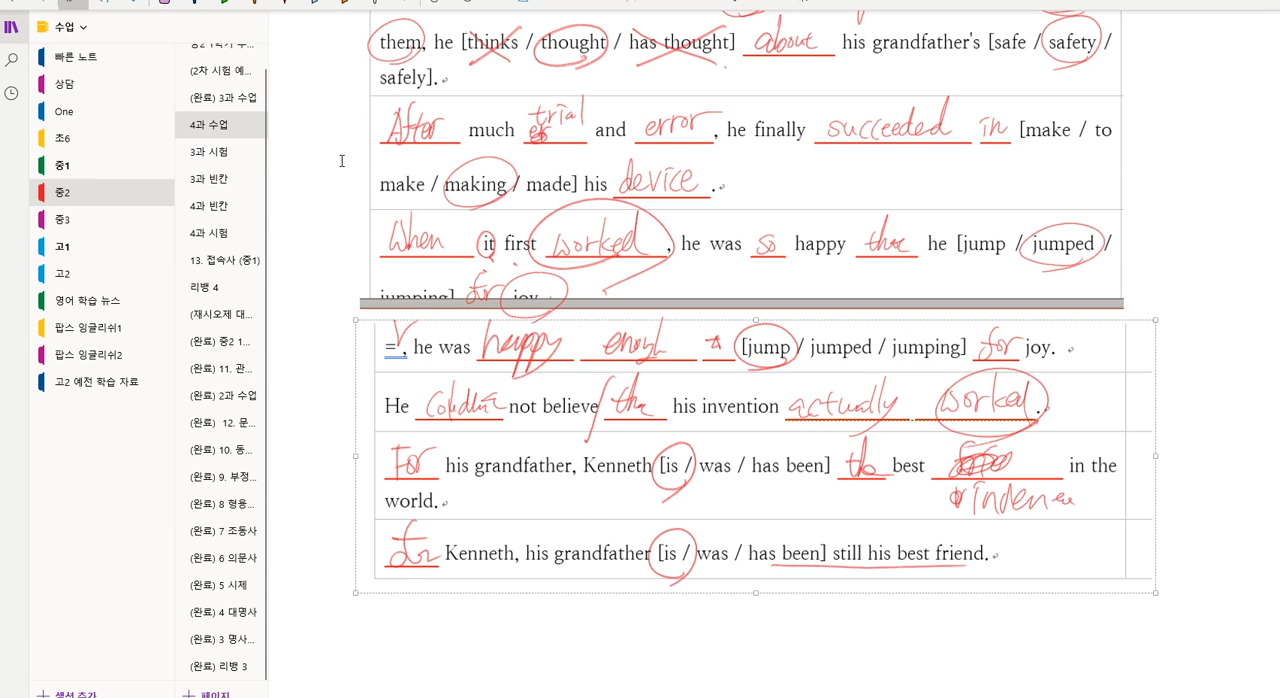 수업
빠른 노트
상담
One
초6
중1
중2
중3
고1
고2
영어 학습 뉴스
팝스 잉글리쉬1
팝스 잉글리쉬2
고2 예전 학습 자료
섹션 추가
(2차 시험 예...
(완료) 3과 수업
4과 수업
3과 시험
3과 빈칸
4과 빈칸
4과 시험
13. 접속사 (중1)
리뱅 4
(재시오제 대...
(완료) 중2 1...
(완료) 11. 관...
(완료) 2과 수업
(완료) 12. 문...
(완료) 10. 동...
(완료) 9. 부정...
(완료) 8 형용...
(완료) 7 조동사
(완료) 6 의문사
(완료) 5 시제
(완료) 4 대명사
(완료) 3 명사...
(완료) 리뱅 3
페이지
them, he [thinks / thought / has thought] about his grandfather's [safe / safety /
safely].
After much trial and error, he finally succeeded in [make / to
make / making / made] his device.
When it first worked, he was so happy he [jump / jumped /
jumping] for joy
=, he was happy [jump / jumped / jumping] for joy.
He not believe his invention actually worked.
For his grandfather, Kenneth [is / was / has been] best in the
world.
for Kenneth, his grandfather [is / was / has been] still his best friend.